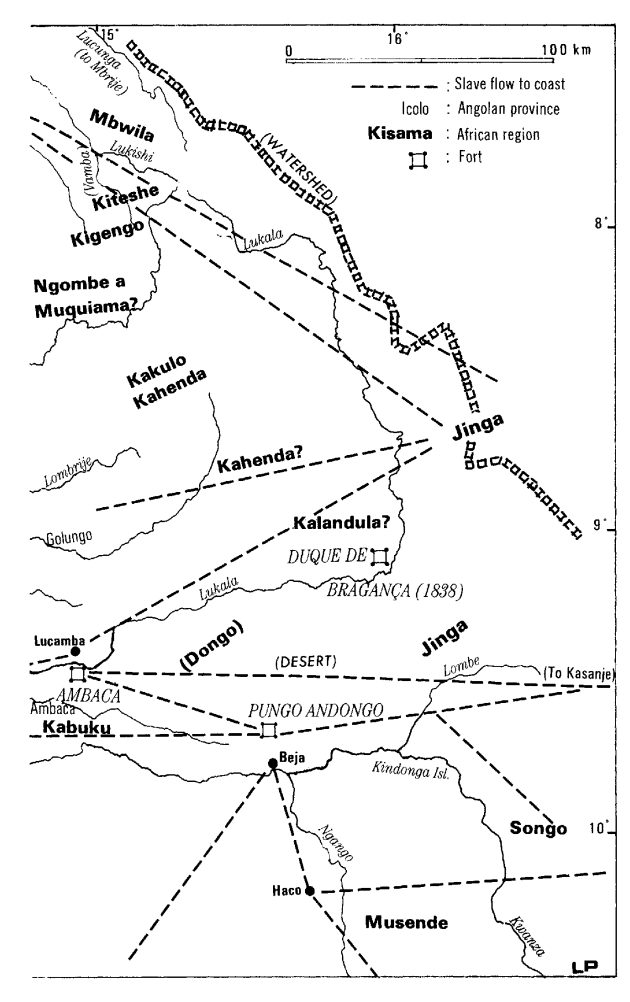 15°
16°
Lucunga
(to Mbrije)
0 100 km
Slave flow to coast
Icolo : Angolan province
Kisama : African region
: Fort
Mbwila
Lukishi
(Vamba)
(WATERSHED)
Kiteshe
Kigengo
Lukala
8°
Ngombe a
Muquiama?
Kakulo
Kahenda
Jinga
Kahenda?
Lombrije
Kalandula?
9°
Golungo
DUQUE DE
BRAGANÇA (1838)
Lukala
Lucamba
(Dongo)
Jinga
(DESERT)
Lombe
(To Kasanje)
AMBACA
Ambaca
PUNGO ANDONGO
Kabuku
Beja
Kindonga Isl.
Songo
10°
Ngango
Haco
Musende
Kwanza
LP